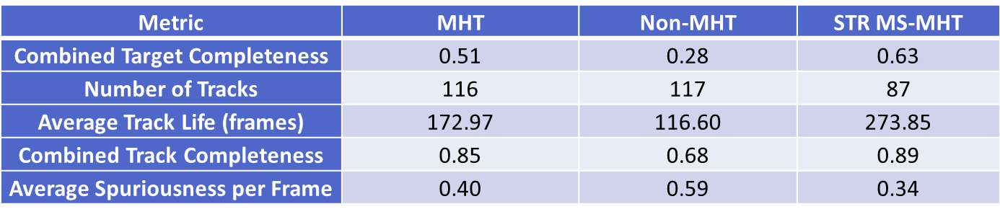 Metric MHT Non-MHT STR MS-MHT
Combined Target Completeness 0.51 0.28 0.63
Number of Tracks 116 117 87
Average Track Life (frames) 172.97 116.60 273.85
Combined Track Completeness 0.85 0.68 0.89
Average Spuriousness per Frame 0.40 0.59 0.34